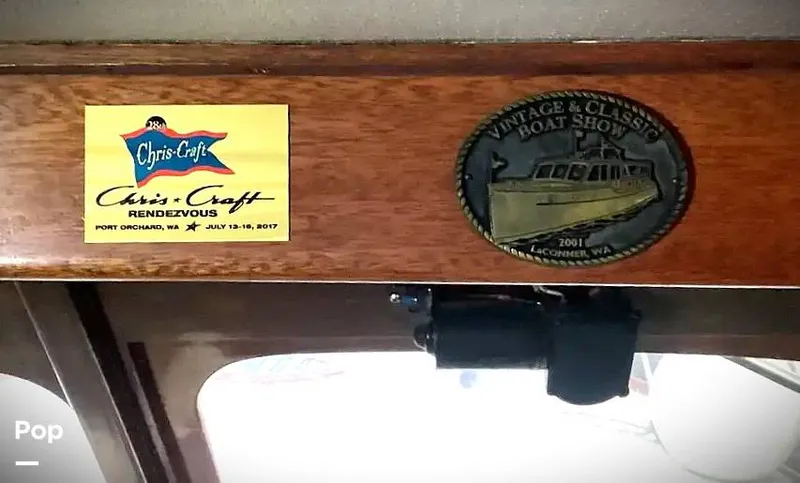 28th
Chris-Craft
Chris ★ Craft
RENDEZVOUS
PORT ORCHARD, WA ★ JULY 13-16, 2017
VINTAGE & CLASSIC
BOAT SHOW
2001
LACONNER, WA
Pop